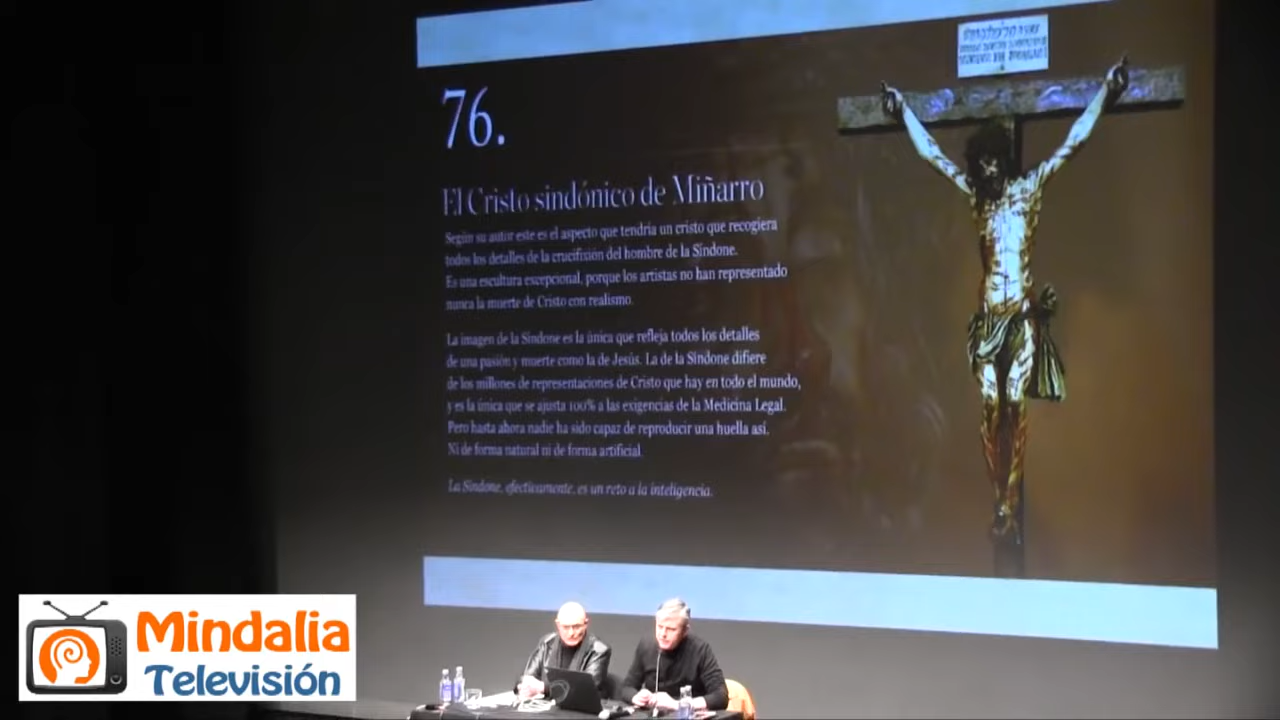 76.
El Cristo sindónico de Miñarro
Según su autor este es el aspecto que tendría un cristo que recogiera
todos los detalles de la crucifixión del hombre de la Síndone.
Es una escultura excepcional, porque los artistas no han representado
nunca la muerte de Cristo con realismo.
La imagen de la Síndone es la única que refleja todos los detalles
de una pasión y muerte como la de Jesús. La de la Síndone difiere
de los millones de representaciones de Cristo que hay en todo el mundo,
y es la única que se ajusta 100% a las exigencias de la Medicina Legal.
Pero hasta ahora nadie ha sido capaz de reproducir una huella así.
Ni de forma natural ni de forma artificial.
La Síndone, efectivamente, es un reto a la inteligencia.
Mindalia
Televisión